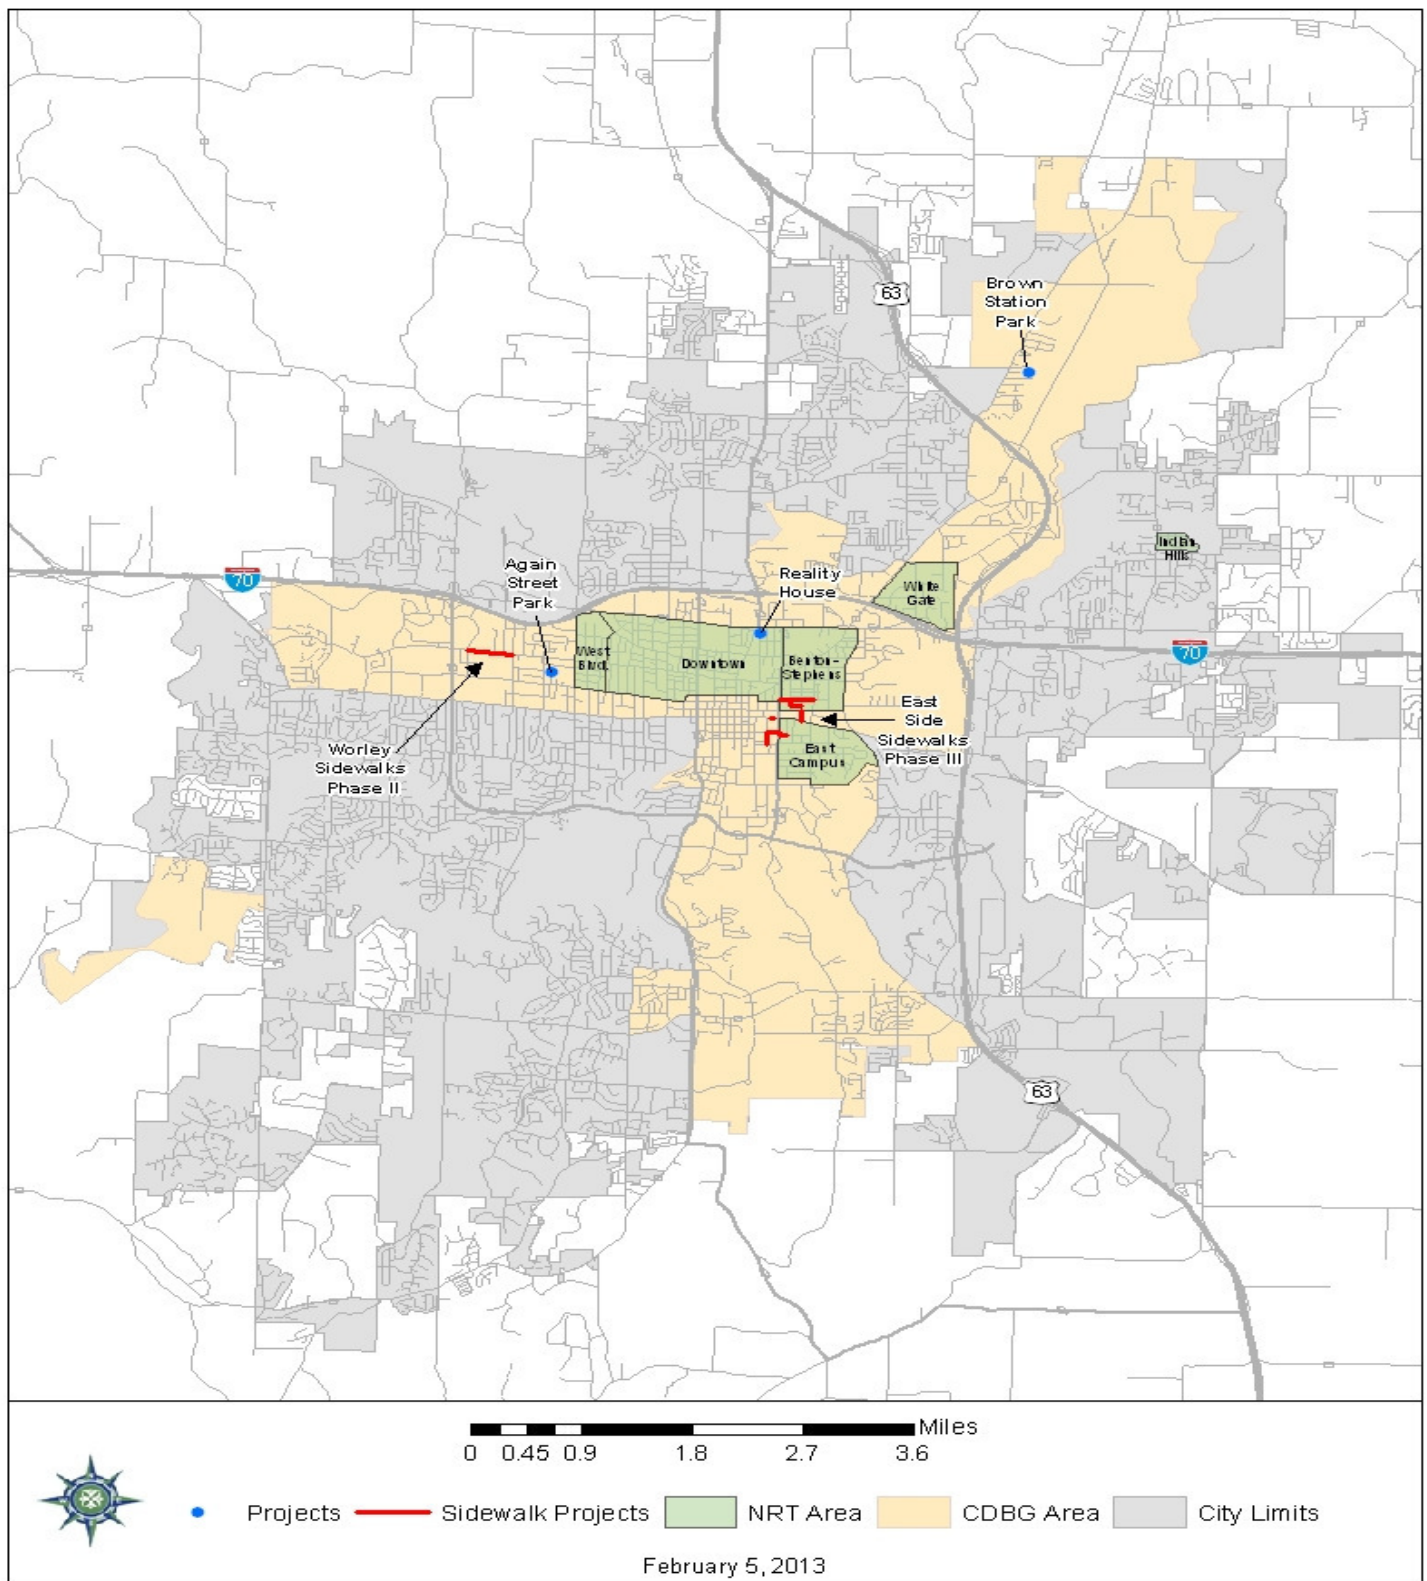 63
Brown
Station
Park
Indian
Hills
Again
Street
Park
70
Reality
House
White
Gate
West
Blvd.
Downtown
Benton-
Stephens
70
East
Side
Sidewalks
Phase III
Worley
Sidewalks
Phase II
East
Campus
63
Miles
0 0.45 0.9 1.8 2.7 3.6
Projects Sidewalk Projects NRT Area CDBG Area City Limits
February 5, 2013